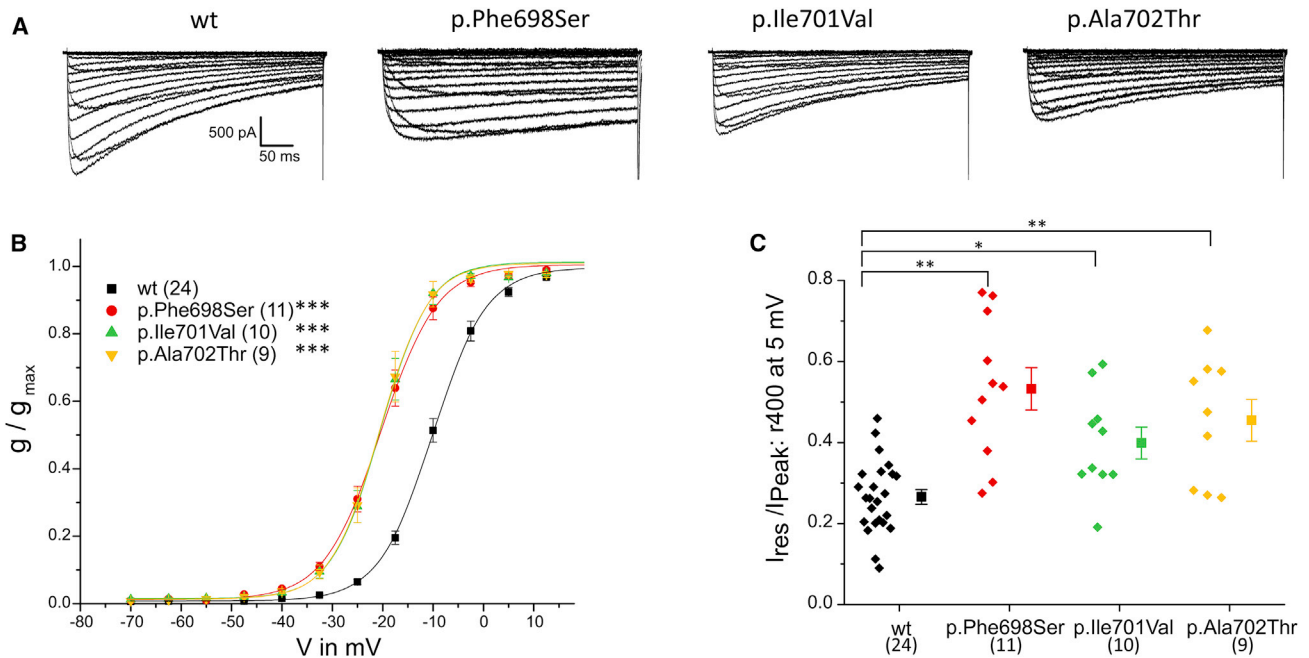 A
wt
p.Phe698Ser
p.Ile701Val
p.Ala702Thr
500 pA
50 ms
B
wt (24)
p.Phe698Ser (11)***
p.Ile701Val (10) ***
p.Ala702Thr (9) ***
g / gmax
1.0
0.8
0.6
0.4
0.2
0.0
-80 -70 -60 -50 -40 -30 -20 -10 0 10
V in mV
C
**
*
**
Ires /IPeak: r400 at 5 mV
0.8
0.6
0.4
0.2
0.0
wt p.Phe698Ser p.Ile701Val p.Ala702Thr
(24) (11) (10) (9)